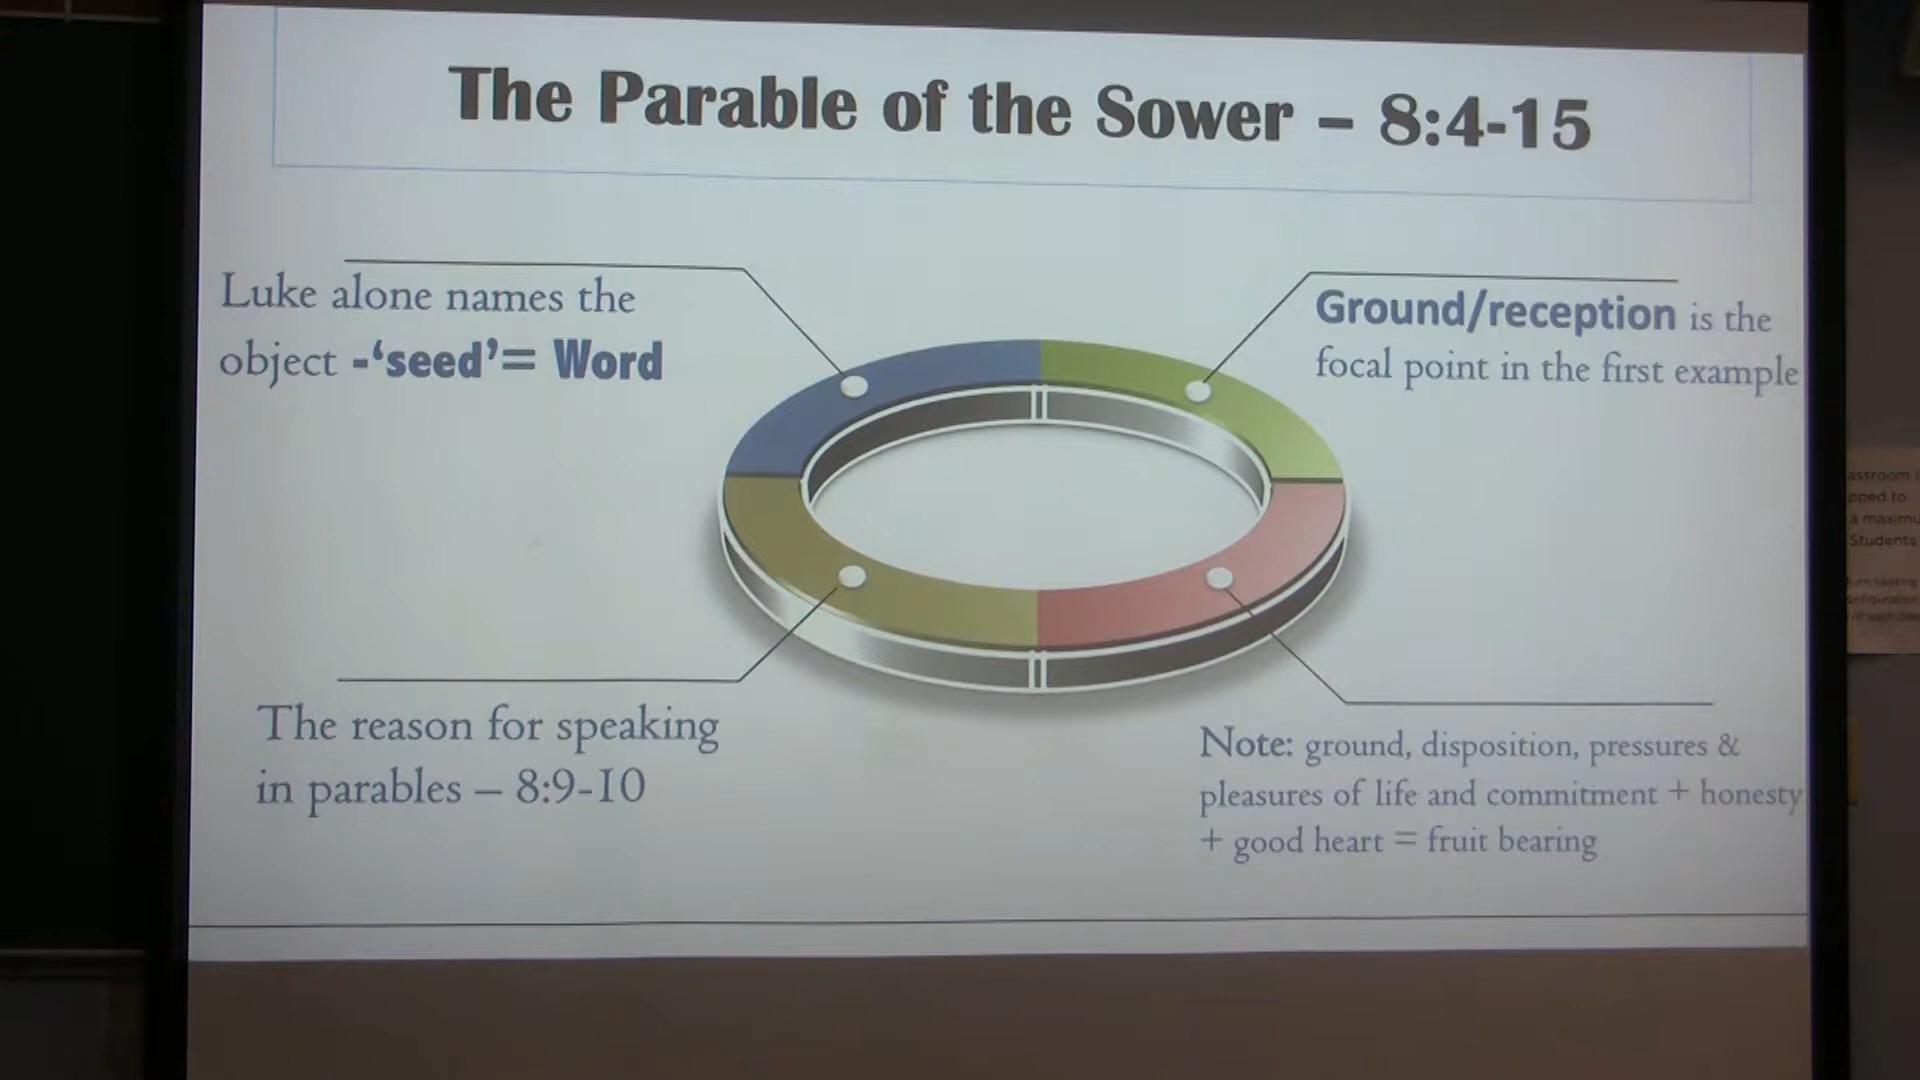 The Parable of the Sower – 8:4-15
Luke alone names the
object -‘seed’= Word
Ground/reception is the
focal point in the first example
The reason for speaking
in parables – 8:9-10
Note: ground, disposition, pressures &
pleasures of life and commitment + honesty
+ good heart = fruit bearing
a maximu
Students